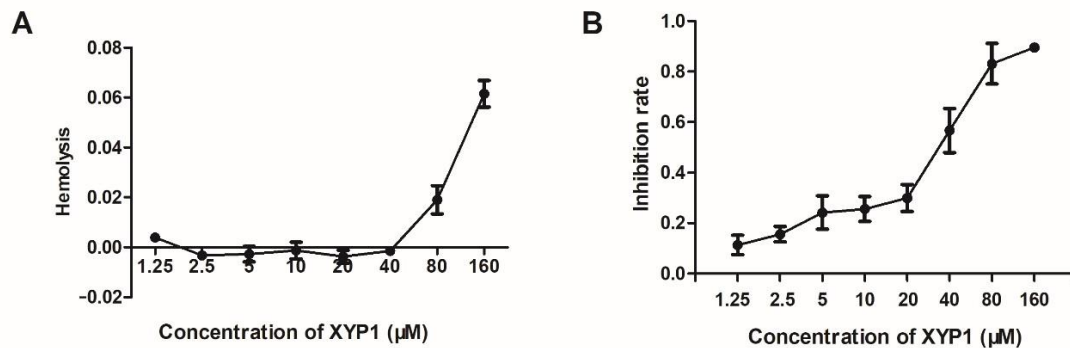 A
0.08
0.06
0.04
0.02
0.00
−0.02
Hemolysis
1.25 2.5 5 10 20 40 80 160
Concentration of XYP1 (µM)
B
1.0
0.8
0.6
0.4
0.2
0.0
Inhibition rate
1.25 2.5 5 10 20 40 80 160
Concentration of XYP1 (µM)